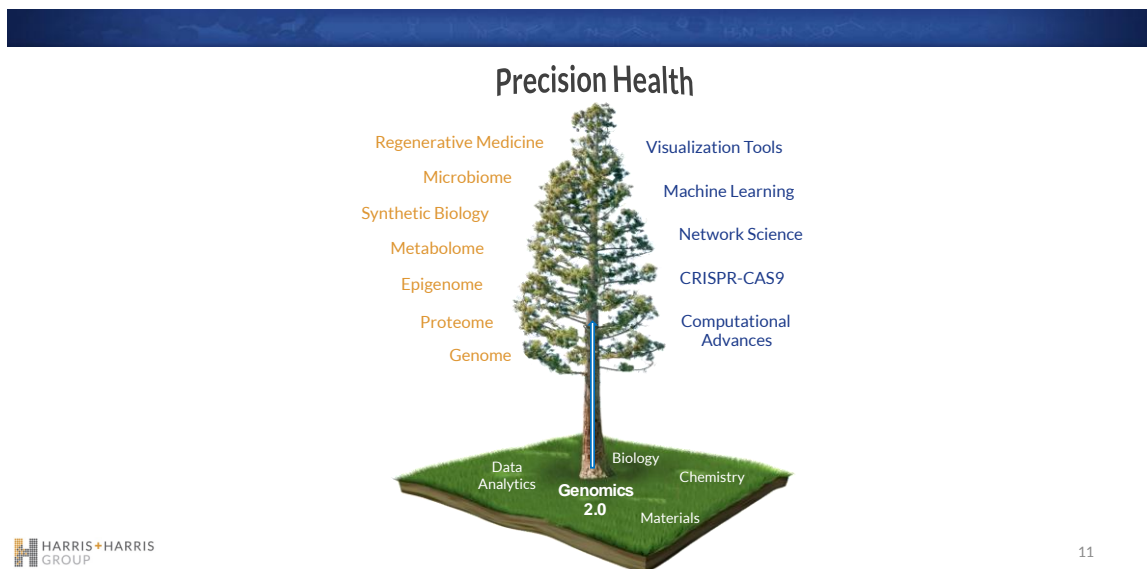 Precision Health
Regenerative Medicine
Microbiome
Synthetic Biology
Metabolome
Epigenome
Proteome
Genome
Visualization Tools
Machine Learning
Network Science
CRISPR-CAS9
Computational
Advances
Data
Analytics
Biology
Chemistry
Genomics
2.0
Materials
HARRIS+HARRIS
GROUP
11